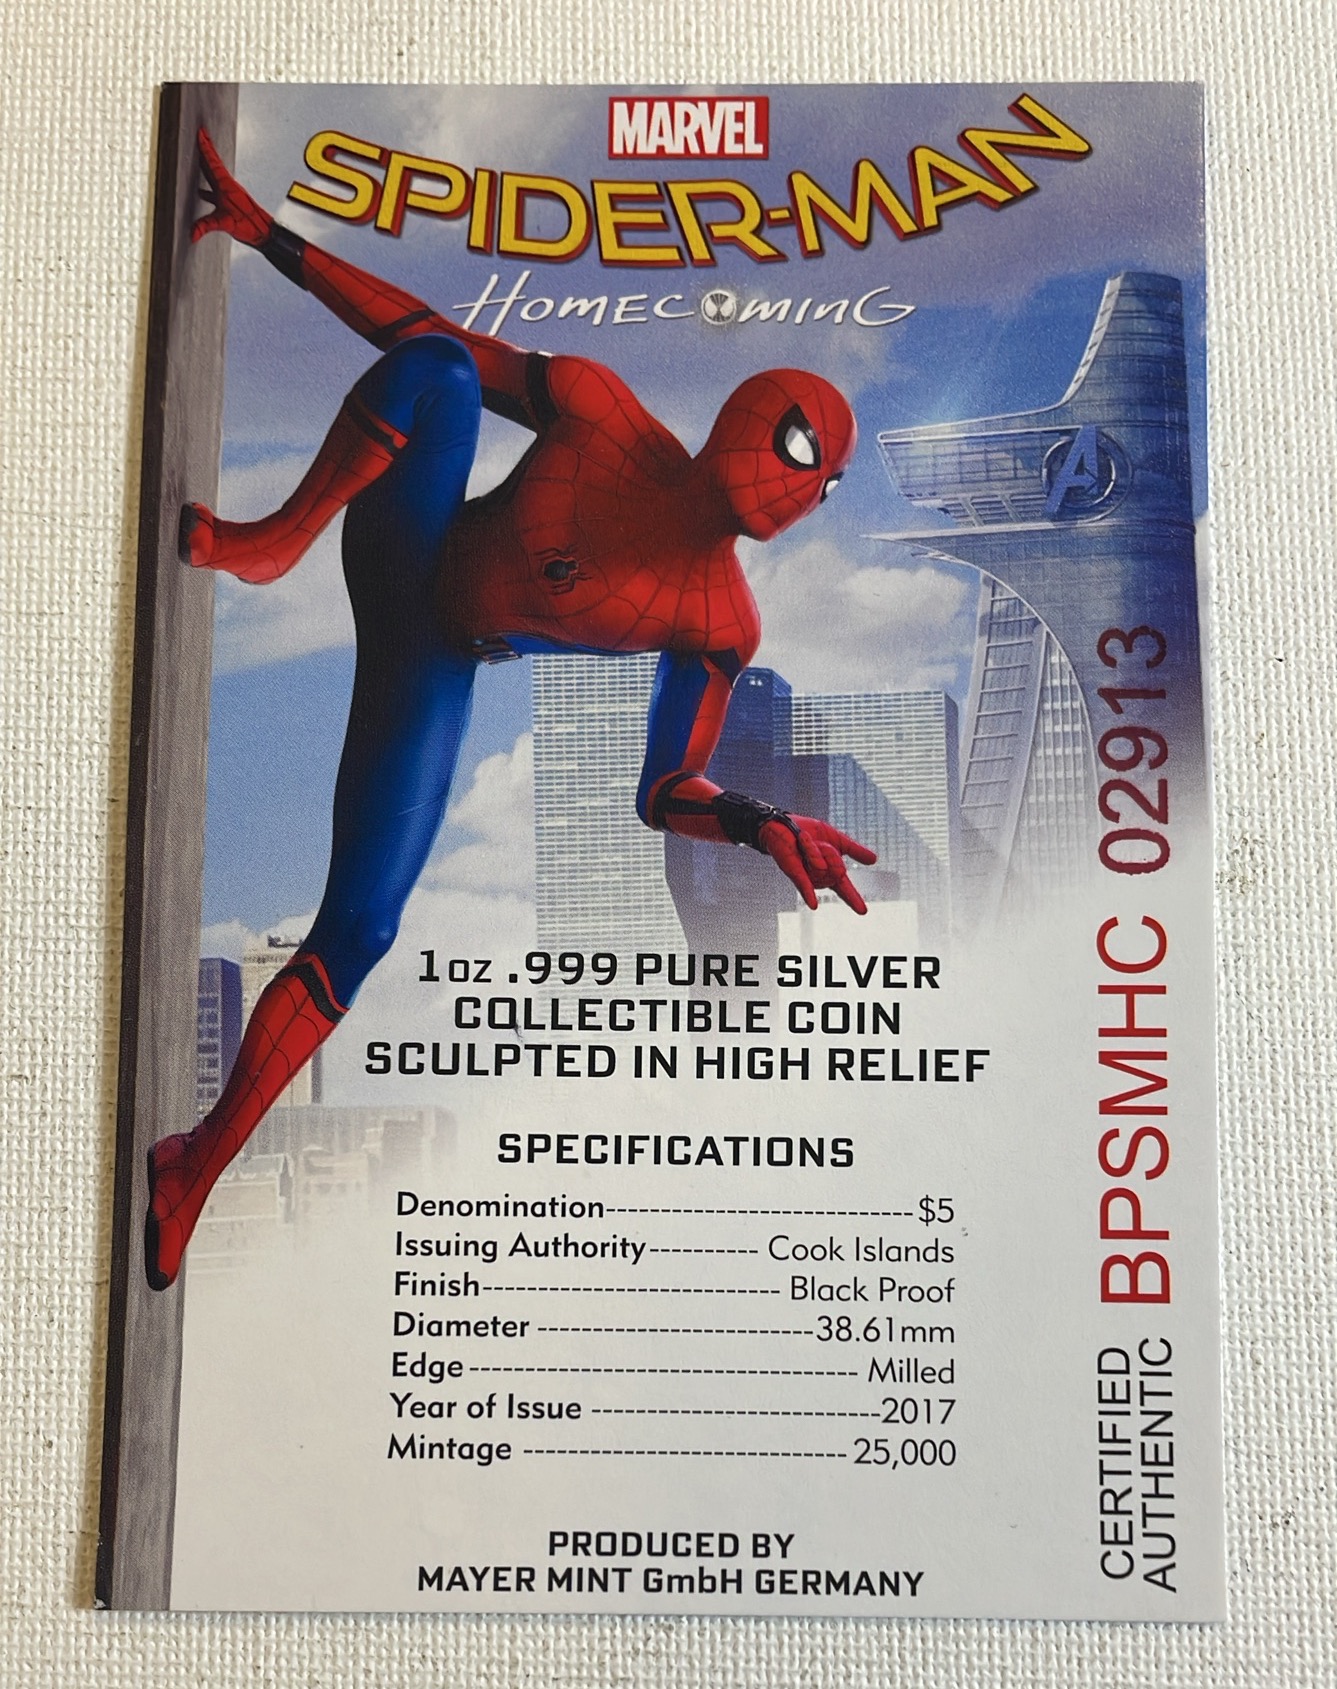 MARVEL
SPIDER-MAN
HOMECOMING
A
1oz .999 PURE SILVER
COLLECTIBLE COIN
SCULPTED IN HIGH RELIEF
SPECIFICATIONS
Denomination----------------------------$5
Issuing Authority---------- Cook Islands
Finish--------------------------- Black Proof
Diameter -------------------------38.61mm
Edge----------------------------------- Milled
Year of Issue --------------------------2017
Mintage ----------------------------- 25,000
PRODUCED BY
MAYER MINT GmbH GERMANY
CERTIFIED
AUTHENTIC
BPSMHC 02913